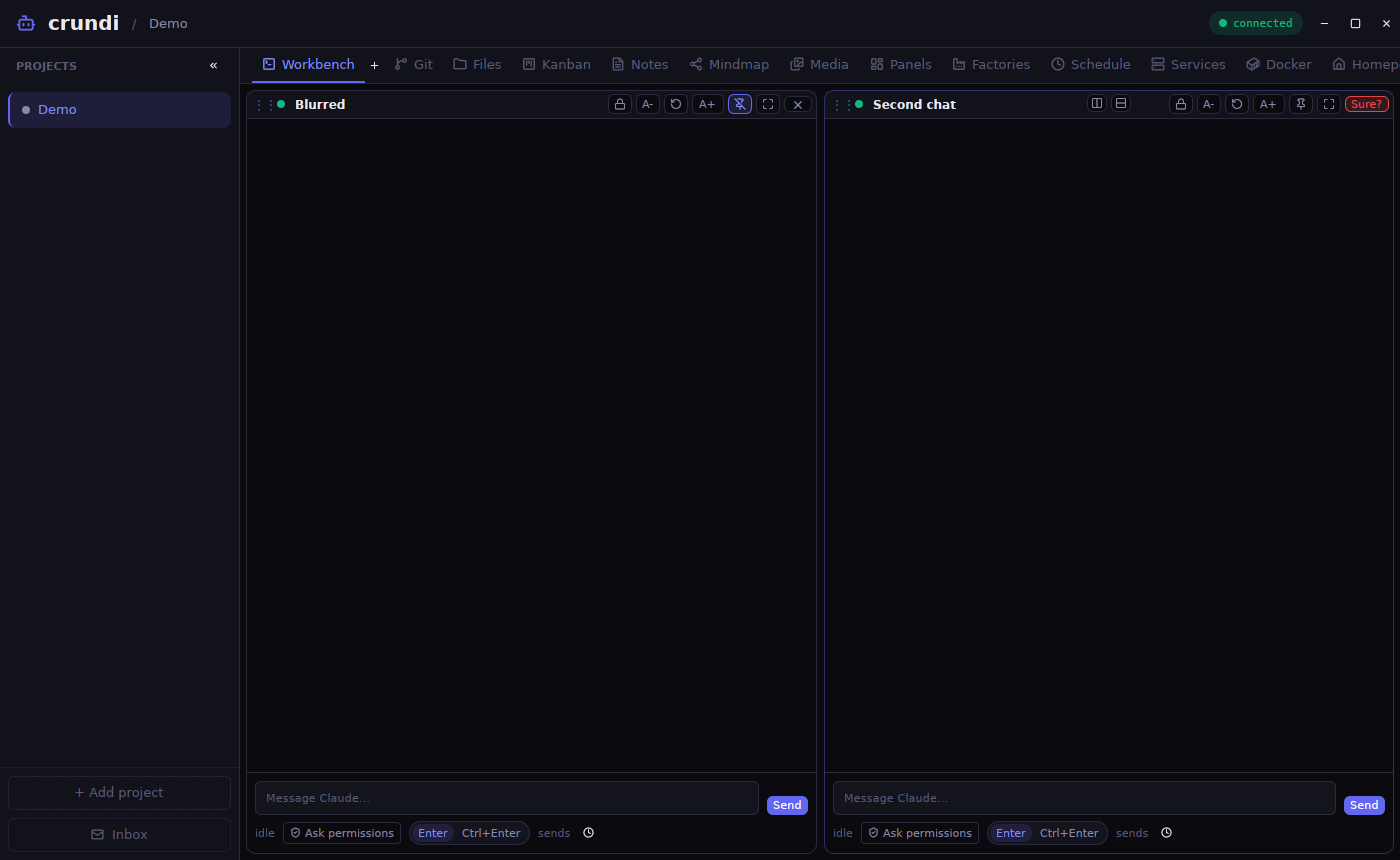 crundi / Demo
connected
PROJECTS «
Workbench + Git Files Kanban Notes Mindmap Media Panels Factories Schedule Services Docker Homep
Demo
Blurred A- A+
Second chat A- A+ Sure?
Message Claude... Send
Message Claude... Send
idle Ask permissions Enter Ctrl+Enter sends
idle Ask permissions Enter Ctrl+Enter sends
+ Add project
Inbox